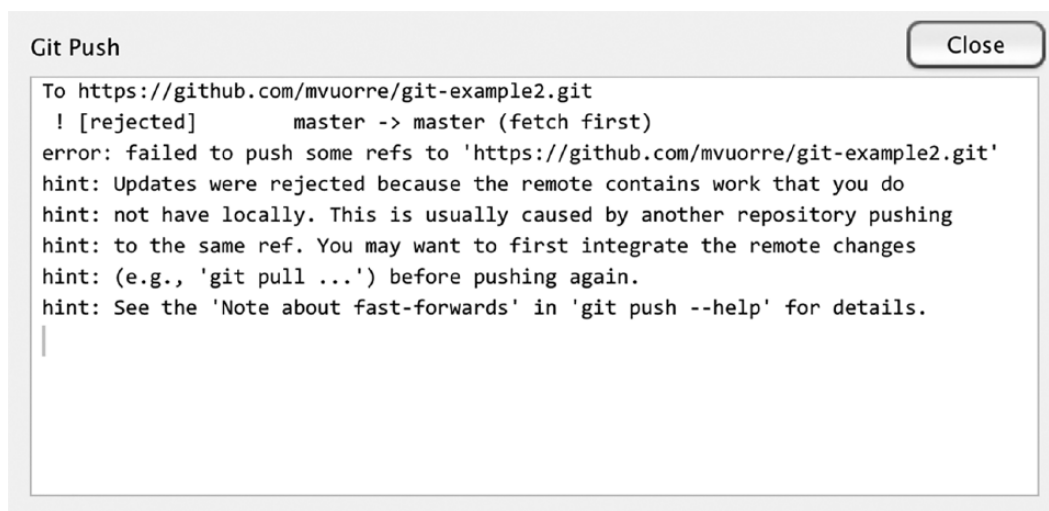 Git Push
Close
To https://github.com/mvuorre/git-example2.git
! [rejected]        master -> master (fetch first)
error: failed to push some refs to 'https://github.com/mvuorre/git-example2.git'
hint: Updates were rejected because the remote contains work that you do
hint: not have locally. This is usually caused by another repository pushing
hint: to the same ref. You may want to first integrate the remote changes
hint: (e.g., 'git pull ...') before pushing again.
hint: See the 'Note about fast-forwards' in 'git push --help' for details.